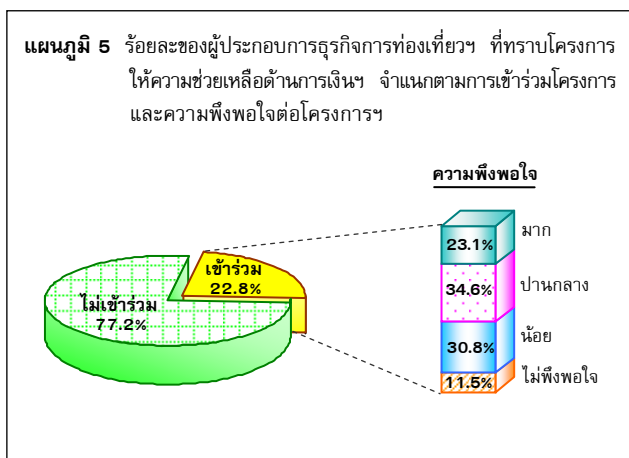 แผนภูมิ 5 ร้อยละของผู้ประกอบการธุรกิจการท่องเที่ยวฯ ที่ทราบโครงการ
ให้ความช่วยเหลือด้านการเงินฯ จำแนกตามการเข้าร่วมโครงการ
และความพึงพอใจต่อโครงการฯ
ความพึงพอใจ
เข้าร่วม
22.8%
ไม่เข้าร่วม
77.2%
23.1% มาก
34.6% ปานกลาง
30.8% น้อย
11.5% ไม่พึงพอใจ